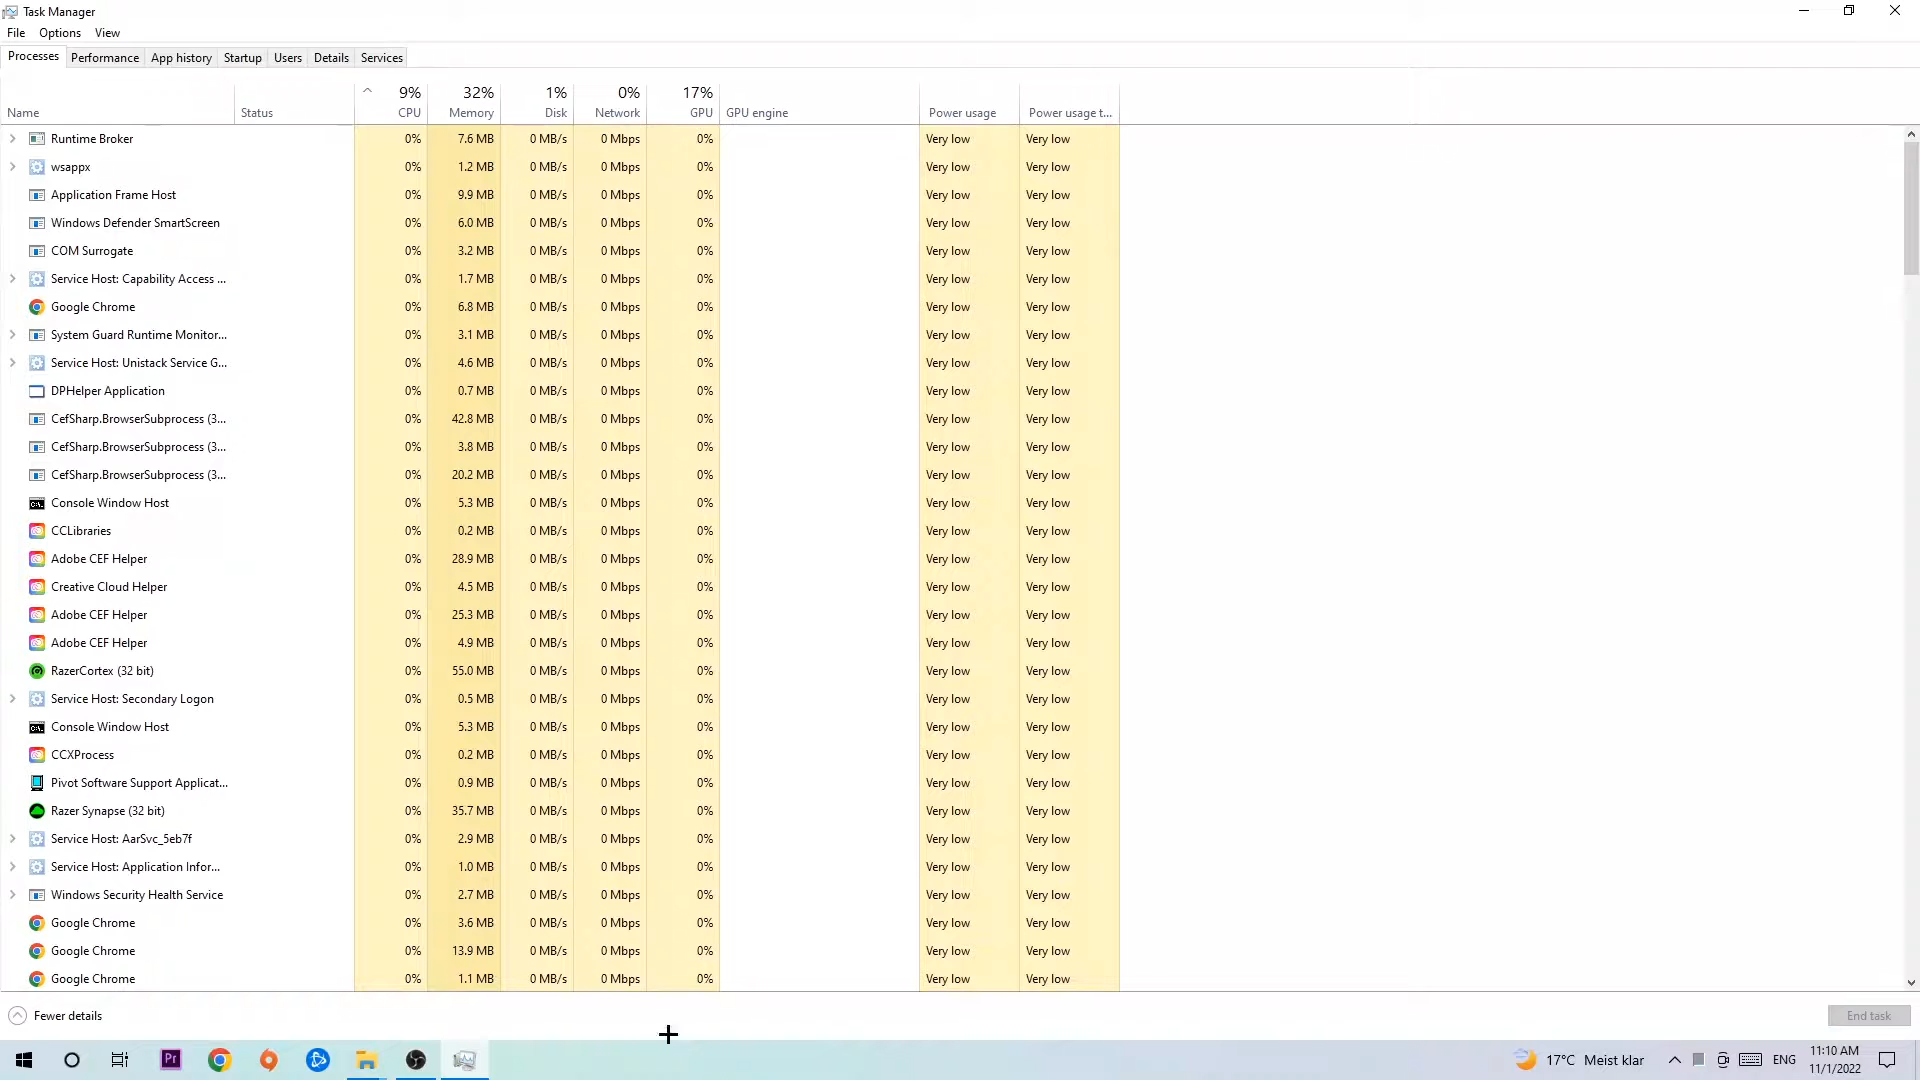 Task Manager
File Options View
Processes Performance App history Startup Users Details Services
9% 32% 1% 0% 17%
Name Status CPU Memory Disk Network GPU GPU engine Power usage Power usage t...
Runtime Broker 0% 7.6 MB 0 MB/s 0 Mbps 0% Very low Very low
wsappx 0% 1.2 MB 0 MB/s 0 Mbps 0% Very low Very low
Application Frame Host 0% 9.9 MB 0 MB/s 0 Mbps 0% Very low Very low
Windows Defender SmartScreen 0% 6.0 MB 0 MB/s 0 Mbps 0% Very low Very low
COM Surrogate 0% 3.2 MB 0 MB/s 0 Mbps 0% Very low Very low
Service Host: Capability Access ... 0% 1.7 MB 0 MB/s 0 Mbps 0% Very low Very low
Google Chrome 0% 6.8 MB 0 MB/s 0 Mbps 0% Very low Very low
System Guard Runtime Monitor... 0% 3.1 MB 0 MB/s 0 Mbps 0% Very low Very low
Service Host: Unistack Service G... 0% 4.6 MB 0 MB/s 0 Mbps 0% Very low Very low
DPHelper Application 0% 0.7 MB 0 MB/s 0 Mbps 0% Very low Very low
CefSharp.BrowserSubprocess (3... 0% 42.8 MB 0 MB/s 0 Mbps 0% Very low Very low
CefSharp.BrowserSubprocess (3... 0% 3.8 MB 0 MB/s 0 Mbps 0% Very low Very low
CefSharp.BrowserSubprocess (3... 0% 20.2 MB 0 MB/s 0 Mbps 0% Very low Very low
Console Window Host 0% 5.3 MB 0 MB/s 0 Mbps 0% Very low Very low
CCLibraries 0% 0.2 MB 0 MB/s 0 Mbps 0% Very low Very low
Adobe CEF Helper 0% 28.9 MB 0 MB/s 0 Mbps 0% Very low Very low
Creative Cloud Helper 0% 4.5 MB 0 MB/s 0 Mbps 0% Very low Very low
Adobe CEF Helper 0% 25.3 MB 0 MB/s 0 Mbps 0% Very low Very low
Adobe CEF Helper 0% 4.9 MB 0 MB/s 0 Mbps 0% Very low Very low
RazerCortex (32 bit) 0% 55.0 MB 0 MB/s 0 Mbps 0% Very low Very low
Service Host: Secondary Logon 0% 0.5 MB 0 MB/s 0 Mbps 0% Very low Very low
Console Window Host 0% 5.3 MB 0 MB/s 0 Mbps 0% Very low Very low
CCXProcess 0% 0.2 MB 0 MB/s 0 Mbps 0% Very low Very low
Pivot Software Support Applicat... 0% 0.9 MB 0 MB/s 0 Mbps 0% Very low Very low
Razer Synapse (32 bit) 0% 35.7 MB 0 MB/s 0 Mbps 0% Very low Very low
Service Host: AarSvc_5eb7f 0% 2.9 MB 0 MB/s 0 Mbps 0% Very low Very low
Service Host: Application Infor... 0% 1.0 MB 0 MB/s 0 Mbps 0% Very low Very low
Windows Security Health Service 0% 2.7 MB 0 MB/s 0 Mbps 0% Very low Very low
Google Chrome 0% 3.6 MB 0 MB/s 0 Mbps 0% Very low Very low
Google Chrome 0% 13.9 MB 0 MB/s 0 Mbps 0% Very low Very low
Google Chrome 0% 1.1 MB 0 MB/s 0 Mbps 0% Very low Very low
Fewer details End task
Pr 17°C Meist klar ENG 11:10 AM
11/1/2022